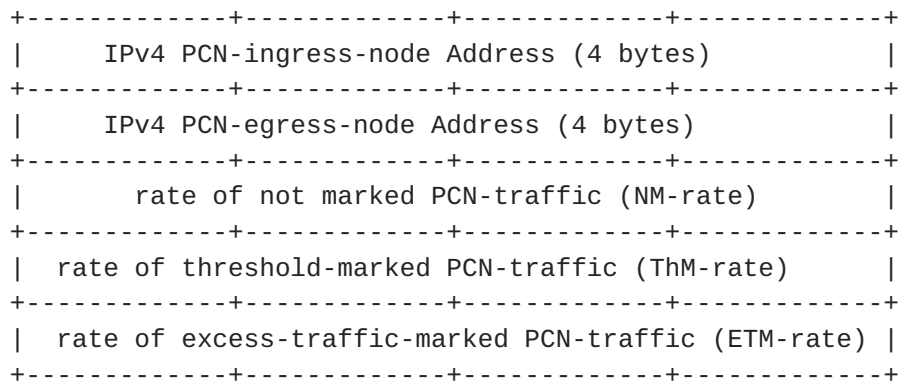 IPv4 PCN-ingress-node Address (4 bytes)
IPv4 PCN-egress-node Address (4 bytes)
rate of not marked PCN-traffic (NM-rate)
rate of threshold-marked PCN-traffic (ThM-rate)
rate of excess-traffic-marked PCN-traffic (ETM-rate)